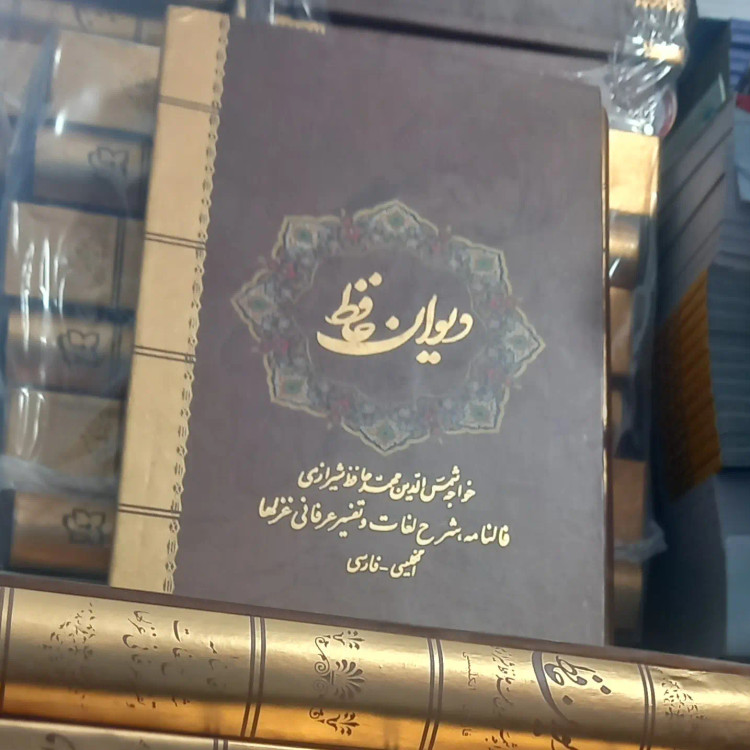 دیوان حافظ
خواجه شمس الدین محمد حافظ شیرازی
فالنامه، شرح لغات و تفسیر عرفانی غزلها
انگلیسی - فارسی